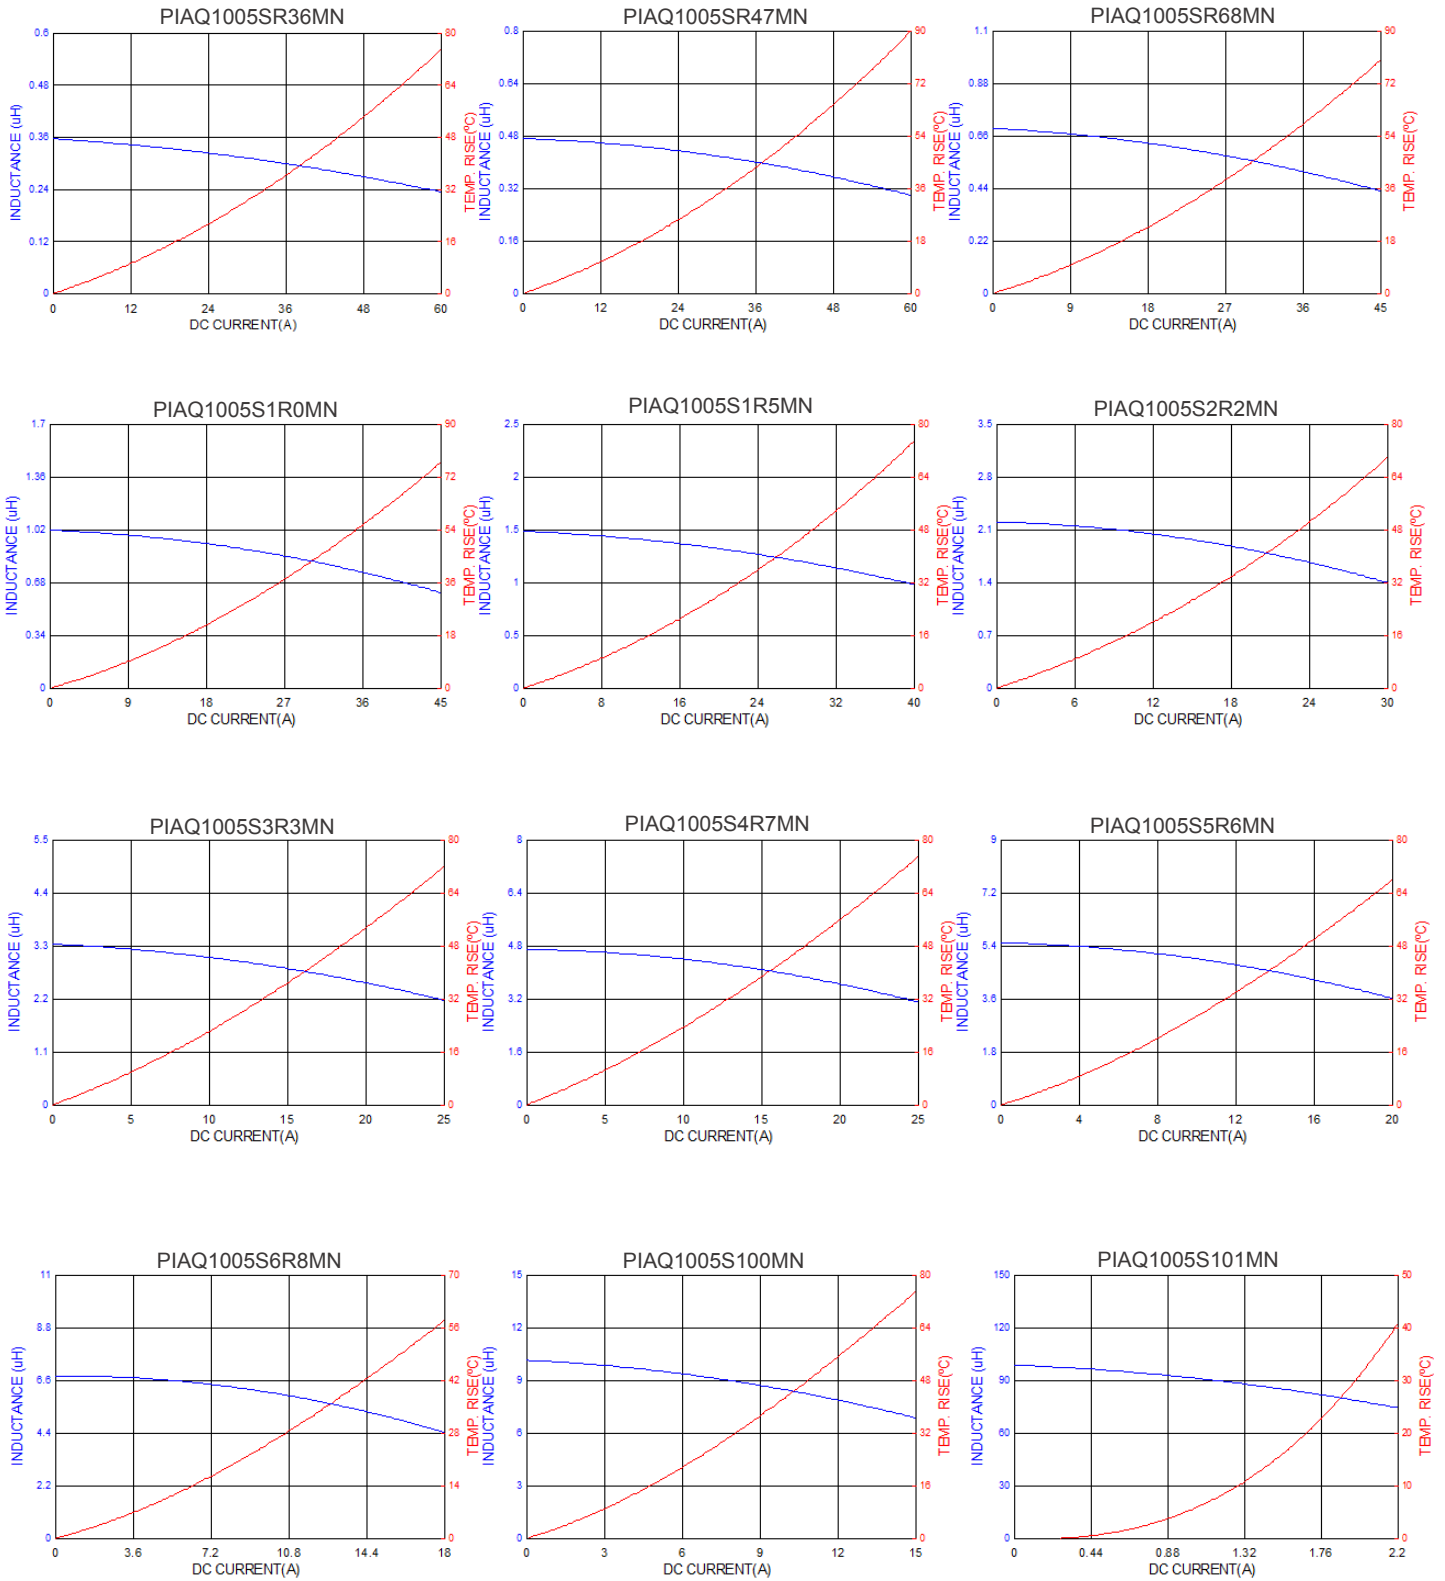 PIAQ1005SR36MN
INDUCTANCE (uH)
0.6
0.48
0.36
0.24
0.12
0
80
64
48
32
16
0
TEMP. RISE(ºC)
0 12 24 36 48 60
DC CURRENT(A)
PIAQ1005SR47MN
INDUCTANCE (uH)
0.8
0.64
0.48
0.32
0.16
0
90
72
54
36
18
0
TEMP. RISE(ºC)
0 12 24 36 48 60
DC CURRENT(A)
PIAQ1005SR68MN
INDUCTANCE (uH)
1.1
0.88
0.66
0.44
0.22
0
90
72
54
36
18
0
TEMP. RISE(ºC)
0 9 18 27 36 45
DC CURRENT(A)
PIAQ1005S1R0MN
INDUCTANCE (uH)
1.7
1.36
1.02
0.68
0.34
0
90
72
54
36
18
0
TEMP. RISE(ºC)
0 9 18 27 36 45
DC CURRENT(A)
PIAQ1005S1R5MN
INDUCTANCE (uH)
2.5
2
1.5
1
0.5
0
80
64
48
32
16
0
TEMP. RISE(ºC)
0 8 16 24 32 40
DC CURRENT(A)
PIAQ1005S2R2MN
INDUCTANCE (uH)
3.5
2.8
2.1
1.4
0.7
0
80
64
48
32
16
0
TEMP. RISE(ºC)
0 6 12 18 24 30
DC CURRENT(A)
PIAQ1005S3R3MN
INDUCTANCE (uH)
5.5
4.4
3.3
2.2
1.1
0
80
64
48
32
16
0
TEMP. RISE(ºC)
0 5 10 15 20 25
DC CURRENT(A)
PIAQ1005S4R7MN
INDUCTANCE (uH)
8
6.4
4.8
3.2
1.6
0
80
64
48
32
16
0
TEMP. RISE(ºC)
0 5 10 15 20 25
DC CURRENT(A)
PIAQ1005S5R6MN
INDUCTANCE (uH)
9
7.2
5.4
3.6
1.8
0
80
64
48
32
16
0
TEMP. RISE(ºC)
0 4 8 12 16 20
DC CURRENT(A)
PIAQ1005S6R8MN
INDUCTANCE (uH)
11
8.8
6.6
4.4
2.2
0
70
56
42
28
14
0
TEMP. RISE(ºC)
0 3.6 7.2 10.8 14.4 18
DC CURRENT(A)
PIAQ1005S100MN
INDUCTANCE (uH)
15
12
9
6
3
0
80
64
48
32
16
0
TEMP. RISE(ºC)
0 3 6 9 12 15
DC CURRENT(A)
PIAQ1005S101MN
INDUCTANCE (uH)
150
120
90
60
30
0
50
40
30
20
10
0
TEMP. RISE(ºC)
0 0.44 0.88 1.32 1.76 2.2
DC CURRENT(A)